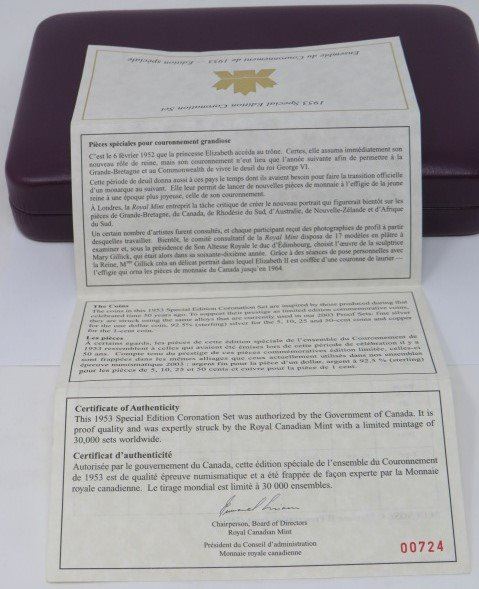 Ensemble du Couronnement de 1953 — Édition spéciale
1953 Special Edition Coronation Set
Pièces spéciales pour couronnement grandiose
C'est le 6 février 1952 que la princesse Elizabeth accéda au trône. Certes, elle assuma immédiatement son
nouveau rôle de reine, mais son couronnement n'eut lieu que l'année suivante afin de permettre à la
Grande-Bretagne et au Commonwealth de vivre le deuil du roi George VI.
Cette période de deuil donna aussi à ces pays le temps dont ils avaient besoin pour faire la transition officielle
d'un monarque au suivant. Elle leur permit de lancer de nouvelles pièces de monnaie à l'effigie de la jeune
reine à une époque plus joyeuse, celle de son couronnement.
À Londres, la Royal Mint entreprit la tâche critique de créer le nouveau portrait qui figurerait bientôt sur les
pièces de Grande-Bretagne, du Canada, de Rhodésie du Sud, d'Australie, de Nouvelle-Zélande et d'Afrique
du Sud.
Un certain nombre d'artistes furent consultés, et chaque participant reçut des photographies de profil à partir
desquelles travailler. Bientôt, le comité consultatif de la Royal Mint disposa de 17 modèles en plâtre à
examiner et, sous la présidence de Son Altesse Royale le duc d'Édimbourg, choisit l'œuvre de la sculptrice
Mary Gillick, qui était alors dans sa soixante-dixième année. Grâce à des séances de pose personnelles avec
la Reine, Mme Gillick créa un délicat portrait dans lequel Elizabeth II est coiffée d'une couronne de laurier—
l'effigie qui orna les pièces de monnaie du Canada jusqu'en 1964.
The Coins
The coins in this 1953 Special Edition Coronation Set are inspired by those produced during that
celebrated time 50 years ago. To support their prestige as limited edition commemorative coins,
they are struck using the same alloys that are currently used in our 2003 Proof Sets: fine silver
for the one dollar coin, 92.5% (sterling) silver for the 5, 10, 25 and 50-cent coins and copper
for the 1-cent coin.
Les pièces
À certains égards, les pièces de cette édition spéciale de l'ensemble du Couronnement de
1953 ressemblent à celles qui avaient été émises lors de cette période de célébration il y a
50 ans. Compte tenu du prestige de ces pièces commémoratives édition limitée, celles-ci
sont frappées dans les mêmes alliages que ceux actuellement utilisés dans nos ensembles
épreuve numismatique 2003 : argent fin pour la pièce d'un dollar, argent à 92,5 % (sterling)
pour les pièces de 5, 10, 25 et 50 cents et cuivre pour la pièce de 1 cent.
Certificate of Authenticity
This 1953 Special Edition Coronation Set was authorized by the Government of Canada. It is
proof quality and was expertly struck by the Royal Canadian Mint with a limited mintage of
30,000 sets worldwide.
Certificat d'authenticité
Autorisée par le gouvernement du Canada, cette édition spéciale de l'ensemble du Couronnement
de 1953 est de qualité épreuve numismatique et a été frappée de façon experte par la Monnaie
royale canadienne. Le tirage mondial est limité à 30 000 ensembles.
Chairperson, Board of Directors
Royal Canadian Mint
Président du Conseil d'administration
Monnaie royale canadienne
00724